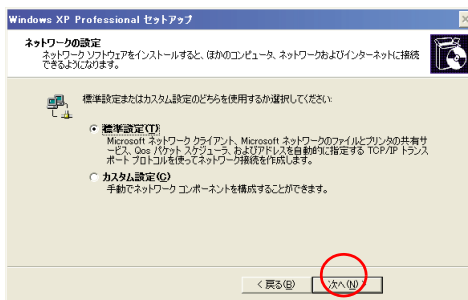 Windows XP Professional セットアップ
ネットワークの設定
ネットワーク ソフトウェアをインストールすると、ほかのコンピュータ、ネットワークおよびインターネットに接続
できるようになります。
標準設定またはカスタム設定のどちらを使用するか選択してください:
標準設定(T)
Microsoft ネットワーク クライアント、Microsoft ネットワークのファイルとプリンタの共有サ
ービス、Qos パケット スケジューラ、およびアドレスを自動的に指定する TCP/IP トランス
ポート プロトコルを使ってネットワーク接続を作成します。
カスタム設定(C)
手動でネットワーク コンポーネントを構成することができます。
< 戻る(B)
次へ(N) >